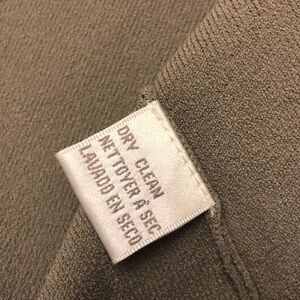 DRY CLEAN
NETTOYER À SEC
LAVADO EN SECO